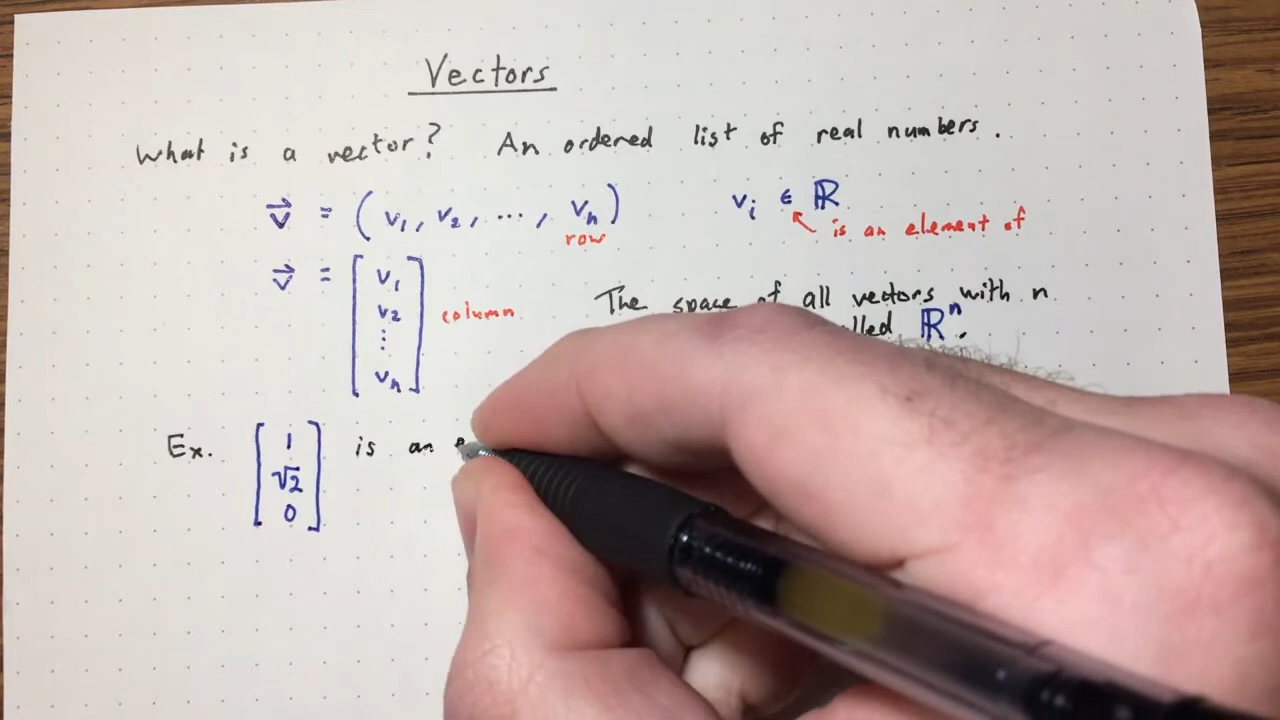 Vectors
What is a vector? An ordered list of real numbers.
v⃗ = (v₁, v₂, ..., vₙ)
row
vᵢ ∈ ℝ
is an element of
v⃗ = [v₁ v₂ ⋮ vₙ]
column
The space of all vectors with n
called ℝⁿ.
Ex. [1 √2 0] is an